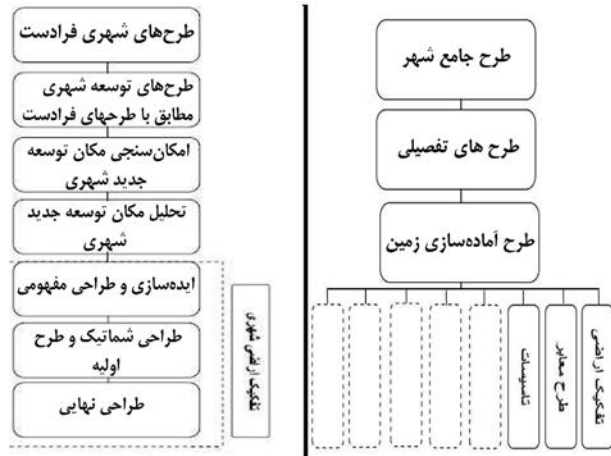 طرح جامع شهر
طرح های تفصیلی
طرح آماده‌سازی زمین
تفکیک اراضی
طرح معابر
تاسیسات
طرح‌های شهری فرادست
طرح‌های توسعه شهری
مطابق با طرحهای فرادست
امکان‌سنجی مکان توسعه
جدید شهری
تحلیل مکان توسعه جدید
شهری
ایده‌سازی و طراحی مفهومی
طراحی شماتیک و طرح
اولیه
طراحی نهایی
تفکیک اراضی شهری